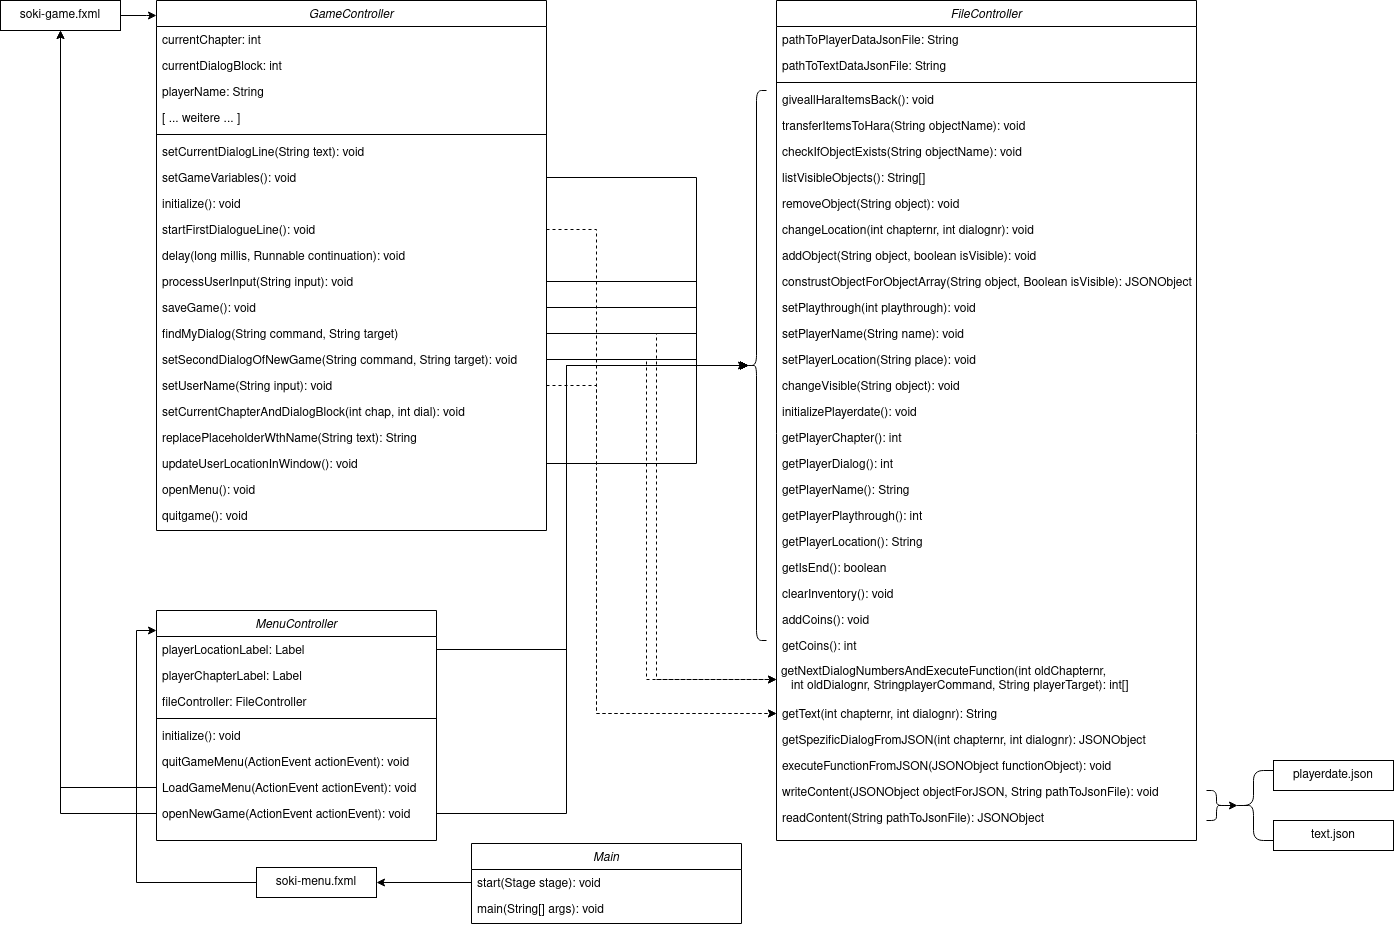 soki-game.fxml
GameController
currentChapter: int
currentDialogBlock: int
playerName: String
[ ... weitere ... ]
setCurrentDialogLine(String text): void
setGameVariables(): void
initialize(): void
startFirstDialogueLine(): void
delay(long millis, Runnable continuation): void
processUserInput(String input): void
saveGame(): void
findMyDialog(String command, String target)
setSecondDialogOfNewGame(String command, String target): void
setUserName(String input): void
setCurrentChapterAndDialogBlock(int chap, int dial): void
replacePlaceholderWthName(String text): String
updateUserLocationInWindow(): void
openMenu(): void
quitgame(): void
FileController
pathToPlayerDataJsonFile: String
pathToTextDataJsonFile: String
giveallHaraItemsBack(): void
transferItemsToHara(String objectName): void
checkIfObjectExists(String objectName): void
listVisibleObjects(): String[]
removeObject(String object): void
changeLocation(int chapternr, int dialognr): void
addObject(String object, boolean isVisible): void
construstObjectForObjectArray(String object, Boolean isVisible): JSONObject
setPlaythrough(int playthrough): void
setPlayerName(String name): void
setPlayerLocation(String place): void
changeVisible(String object): void
initializePlayerdate(): void
getPlayerChapter(): int
getPlayerDialog(): int
getPlayerName(): String
getPlayerPlaythrough(): int
getPlayerLocation(): String
getIsEnd(): boolean
clearInventory(): void
addCoins(): void
getCoins(): int
getNextDialogNumbersAndExecuteFunction(int oldChapternr,
int oldDialognr, StringplayerCommand, String playerTarget): int[]
getText(int chapternr, int dialognr): String
getSpezificDialogFromJSON(int chapternr, int dialognr): JSONObject
executeFunctionFromJSON(JSONObject functionObject): void
writeContent(JSONObject objectForJSON, String pathToJsonFile): void
readContent(String pathToJsonFile): JSONObject
MenuController
playerLocationLabel: Label
playerChapterLabel: Label
fileController: FileController
initialize(): void
quitGameMenu(ActionEvent actionEvent): void
LoadGameMenu(ActionEvent actionEvent): void
openNewGame(ActionEvent actionEvent): void
playerdate.json
text.json
soki-menu.fxml
Main
start(Stage stage): void
main(String[] args): void